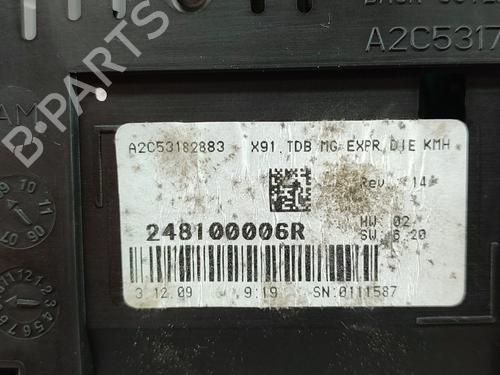 A2C5317
AM
A2C53182883 X91 TDB MG EXPR DIE KMH
Rev. 14
248100006R
HW: 02
SW: 6.20
3.12.09 9:19 SN:0111587
B-PARTS